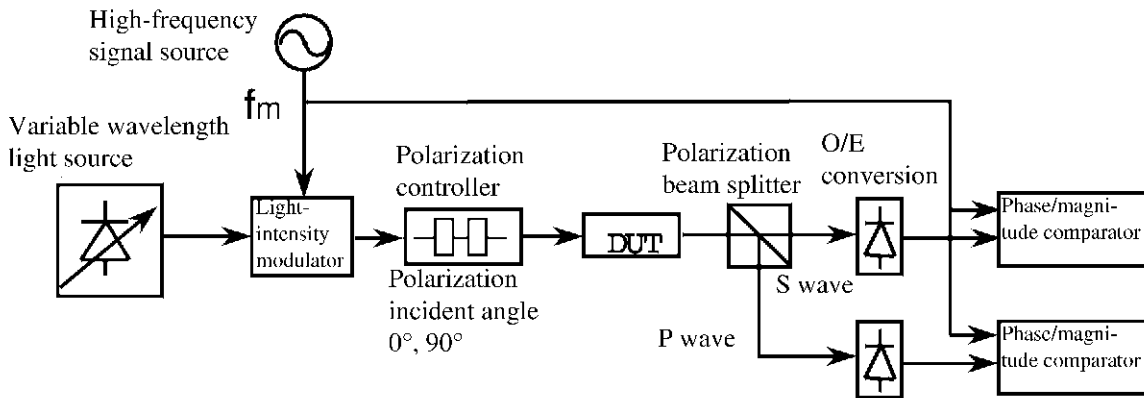 High-frequency
signal source
fm
Variable wavelength
light source
Polarization
controller
Polarization
beam splitter
O/E
conversion
Light-
intensity
modulator
DUT
Phase/magni-
tude comparator
Polarization
incident angle
0°, 90°
S wave
P wave
Phase/magni-
tude comparator